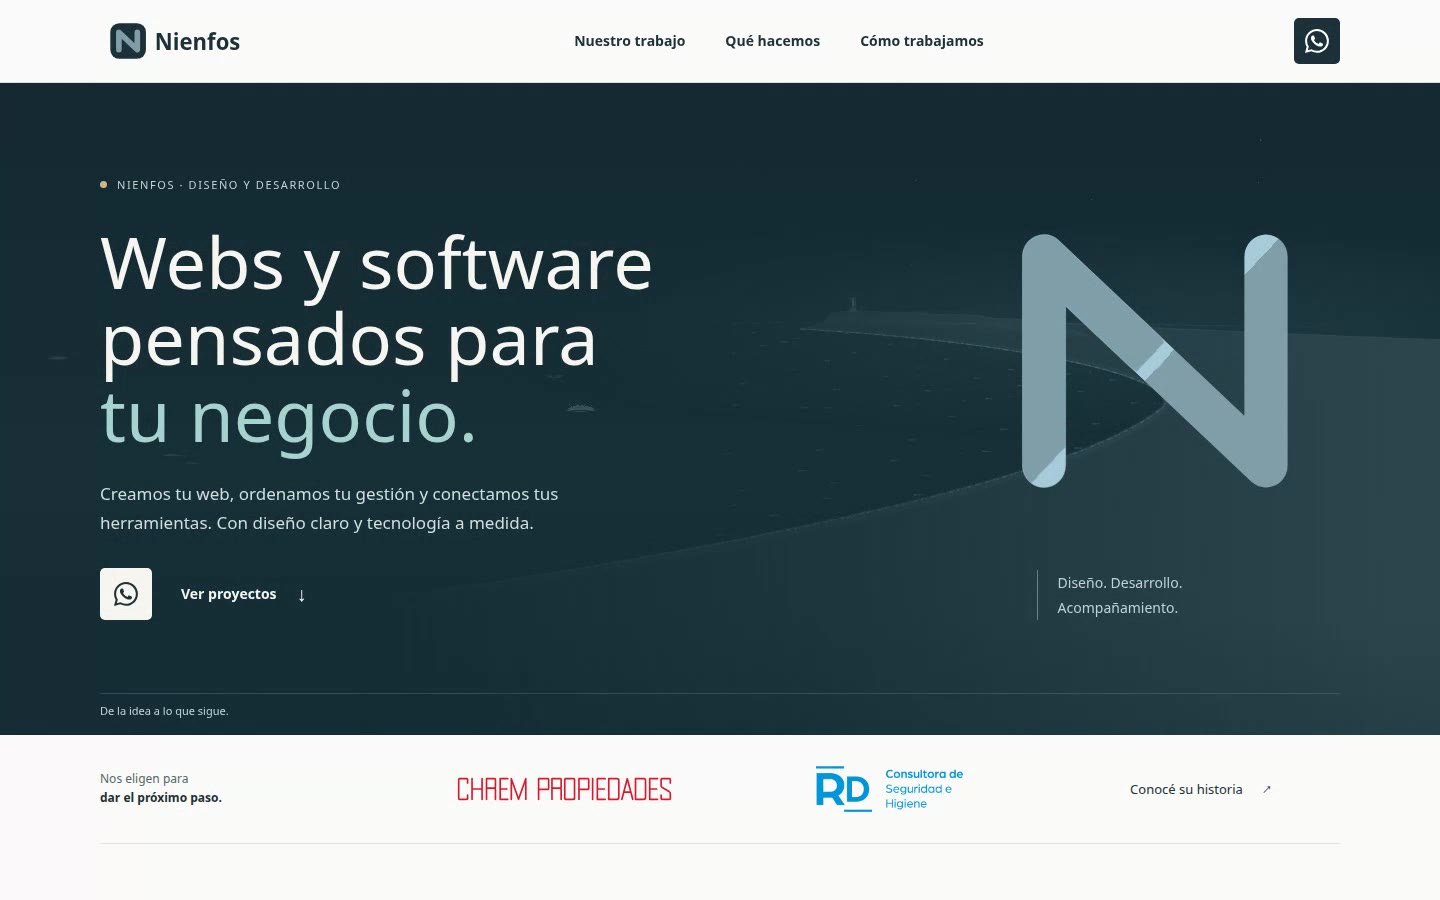 Nienfos
Nuestro trabajo
Qué hacemos
Cómo trabajamos
NIENFOS · DISEÑO Y DESARROLLO
Webs y software
pensados para
tu negocio.
Creamos tu web, ordenamos tu gestión y conectamos tus
herramientas. Con diseño claro y tecnología a medida.
Ver proyectos ↓
Diseño. Desarrollo.
Acompañamiento.
De la idea a lo que sigue.
Nos eligen para
dar el próximo paso.
CHAEM PROPIEDADES
RD
Consultora de
Seguridad e
Higiene
Conocé su historia ↗